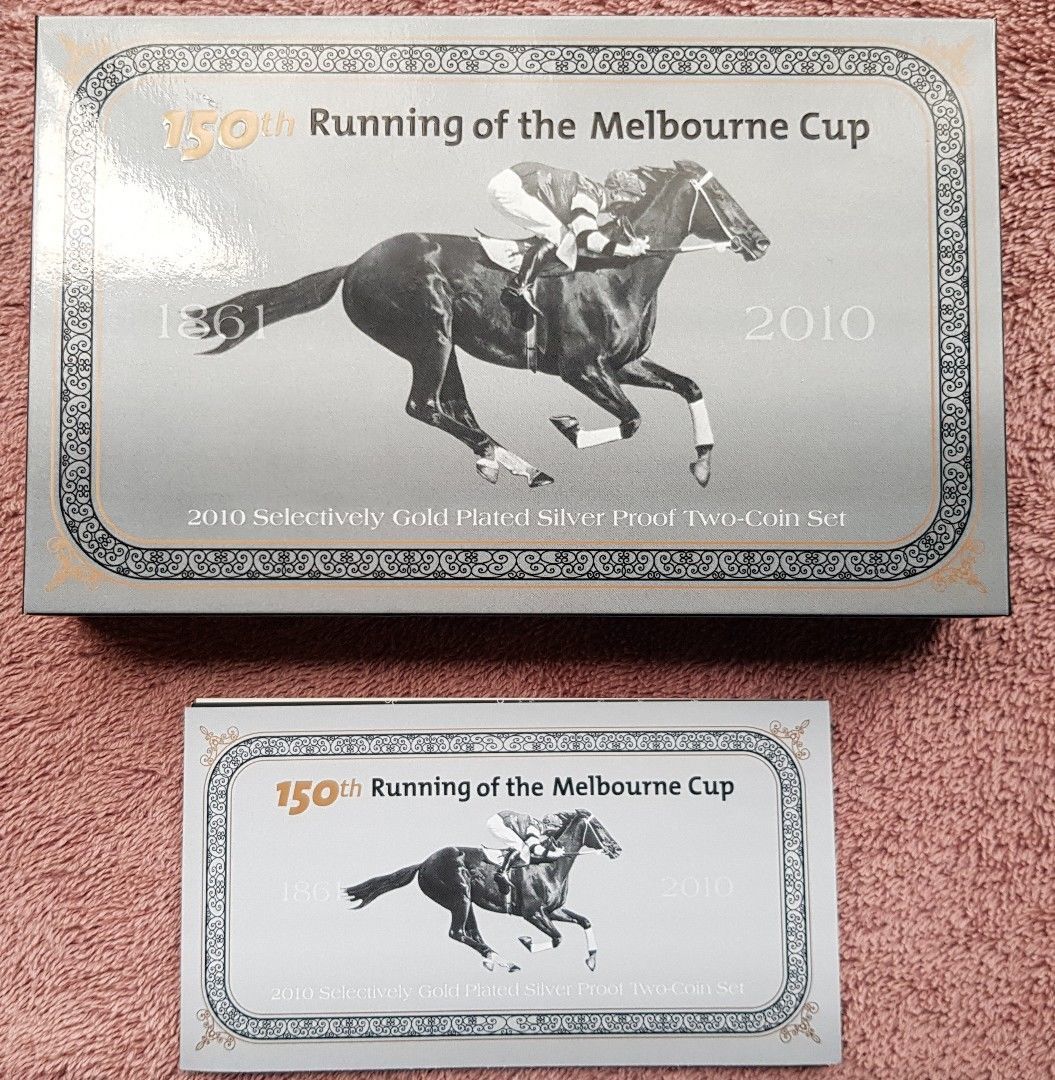 150th Running of the Melbourne Cup
1861 2010
2010 Selectively Gold Plated Silver Proof Two-Coin Set
150th Running of the Melbourne Cup
1861 2010
2010 Selectively Gold Plated Silver Proof Two-Coin Set